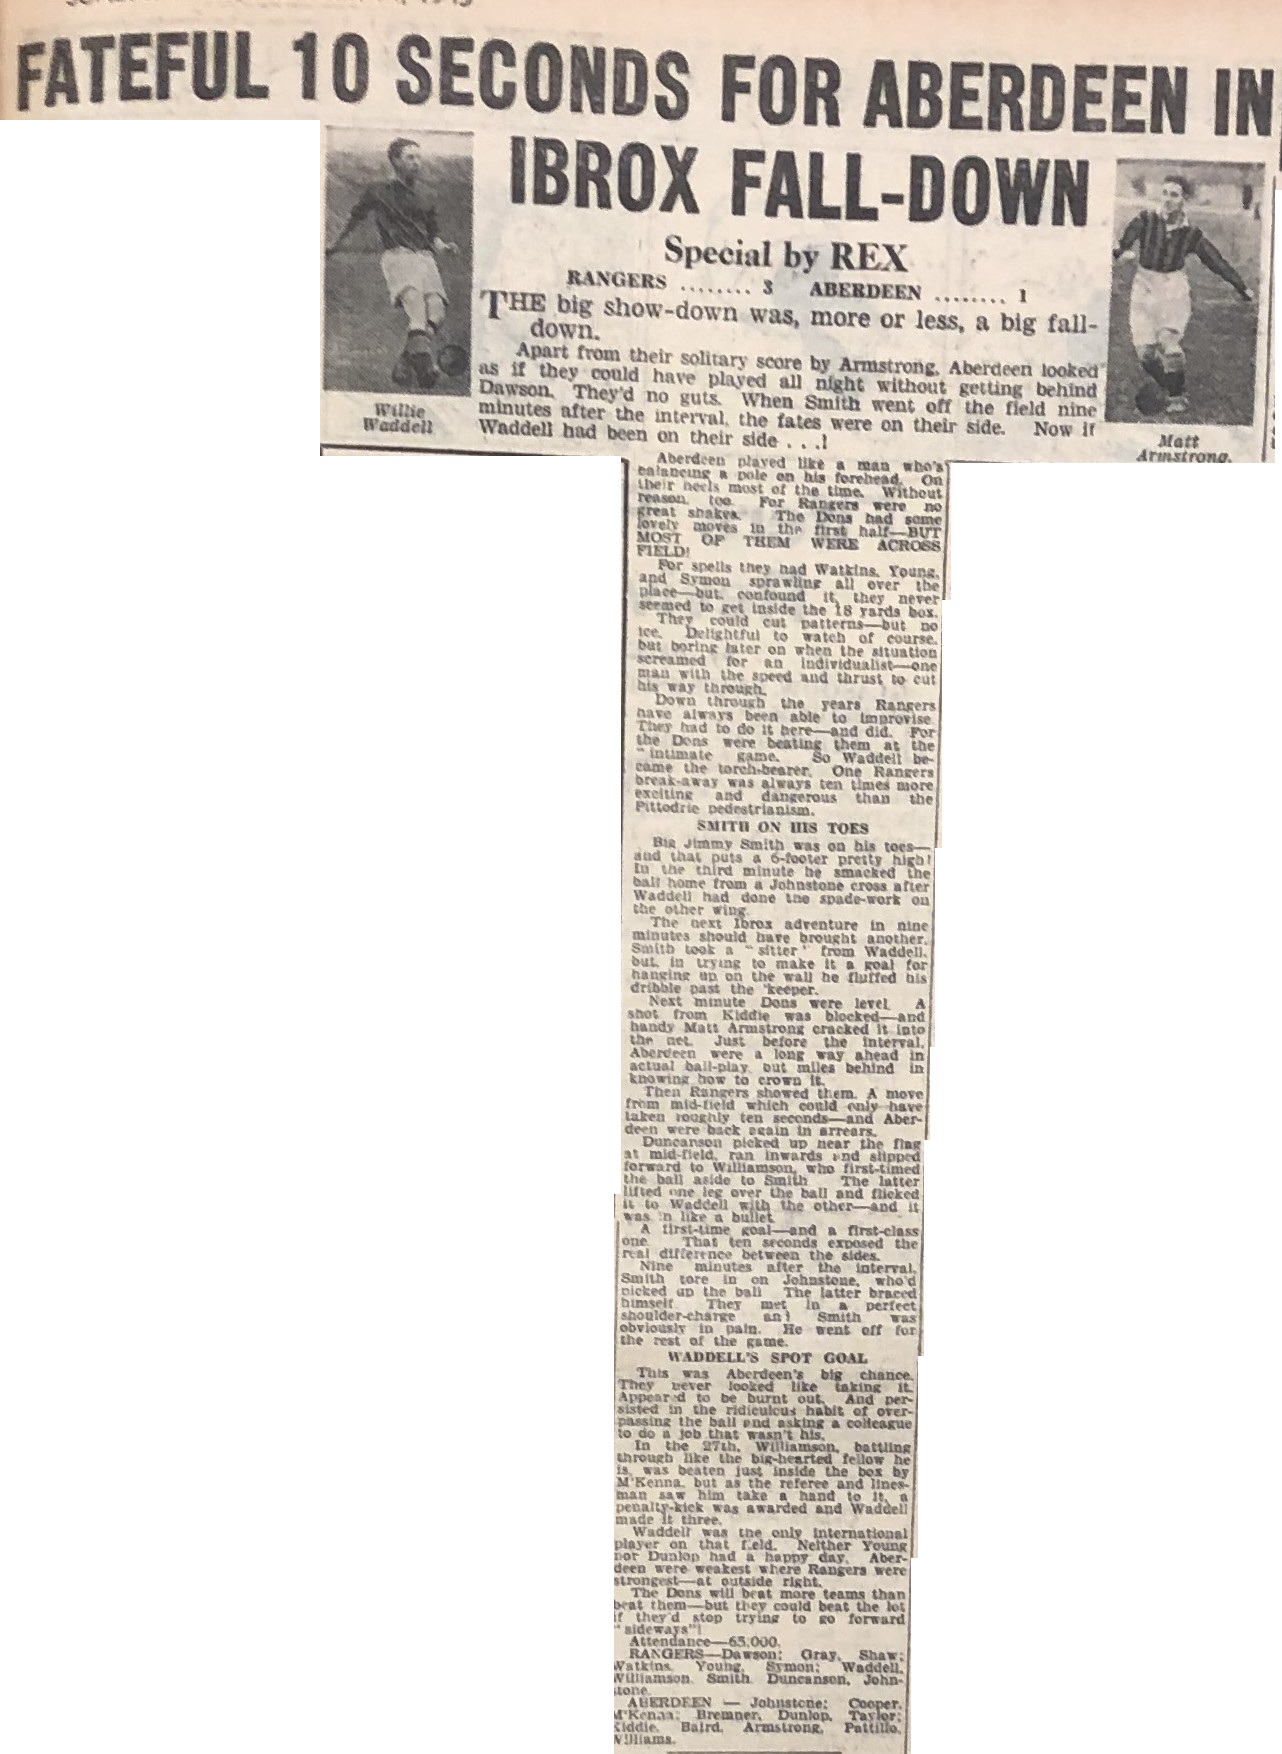 FATEFUL 10 SECONDS FOR ABERDEEN IN
IBROX FALL-DOWN
Special by REX
RANGERS ........ 3 ABERDEEN ........ 1
THE big show-down was, more or less, a big fall-
down.
Apart from their solitary score by Armstrong, Aberdeen looked
as if they could have played all night without getting behind
Dawson. They'd no guts. When Smith went off the field nine
minutes after the interval, the fates were on their side. Now if
Waddell had been on their side . . .!
Willie
Waddell
Matt
Armstrong.
Aberdeen played like a man who's
balancing a pole on his forehead. On
their heels most of the time. Without
reason, too. For Rangers were no
great shakes. The Dons had some
lovely moves in the first half—BUT
MOST OF THEM WERE ACROSS
FIELD!
For spells they had Watkins, Young,
and Symon sprawling all over the
place—but, confound it, they never
seemed to get inside the 18 yards box.
They could cut patterns—but no
ice. Delightful to watch of course,
but boring later on when the situation
screamed for an individualist—one
man with the speed and thrust to cut
his way through.
Down through the years Rangers
have always been able to improvise.
They had to do it here—and did. For
the Dons were beating them at the
"intimate game. So Waddell be-
came the torch-bearer. One Rangers
break-away was always ten times more
exciting and dangerous than the
Pittodrie pedestrianism.
SMITH ON HIS TOES
Big Jimmy Smith was on his toes—
and that puts a 6-footer pretty high!
In the third minute he smacked the
ball home from a Johnstone cross after
Waddell had done the spade-work on
the other wing.
The next Ibrox adventure in nine
minutes should have brought another.
Smith took a "sitter" from Waddell,
but, in trying to make it a goal for
hanging up on the wall he fluffed his
dribble past the 'keeper.
Next minute Dons were level. A
shot from Kiddie was blocked—and
handy Matt Armstrong cracked it into
the net. Just before the interval,
Aberdeen were a long way ahead in
actual ball-play, but miles behind in
knowing how to crown it.
Then Rangers showed them. A move
from mid-field which could only have
taken roughly ten seconds—and Aber-
deen were back again in arrears.
Duncanson picked up near the flag
at mid-field, ran inwards and slipped
forward to Williamson, who first-timed
the ball aside to Smith The latter
lifted one leg over the ball and flicked
it to Waddell with the other—and it
was in like a bullet
A first-time goal—and a first-class
one. That ten seconds exposed the
real difference between the sides.
Nine minutes after the interval,
Smith tore in on Johnstone, who'd
picked up the ball The latter braced
himself. They met in a perfect
shoulder-charge and Smith was
obviously in pain. He went off for
the rest of the game.
WADDELL'S SPOT GOAL
This was Aberdeen's big chance.
They never looked like taking it.
Appeared to be burnt out. And per-
sisted in the ridiculous habit of over-
passing the ball and asking a colleague
to do a job that wasn't his.
In the 27th, Williamson, battling
through like the big-hearted fellow he
is, was beaten just inside the box by
M'Kenna, but as the referee and lines-
man saw him take a hand to it, a
penalty-kick was awarded and Waddell
made it three.
Waddell was the only international
player on that field. Neither Young
nor Dunlop had a happy day. Aber-
deen were weakest where Rangers were
strongest—at outside right.
The Dons will beat more teams than
beat them—but they could beat the lot
if they'd stop trying to go forward
"sideways"!
Attendance—65,000.
RANGERS—Dawson; Gray, Shaw;
Watkins, Young, Symon; Waddell,
Williamson, Smith, Duncanson, John-
stone.
ABERDEEN — Johnstone; Cooper,
M'Kenna; Bremner, Dunlop, Taylor;
Kiddie, Baird, Armstrong, Pattillo,
Williams.